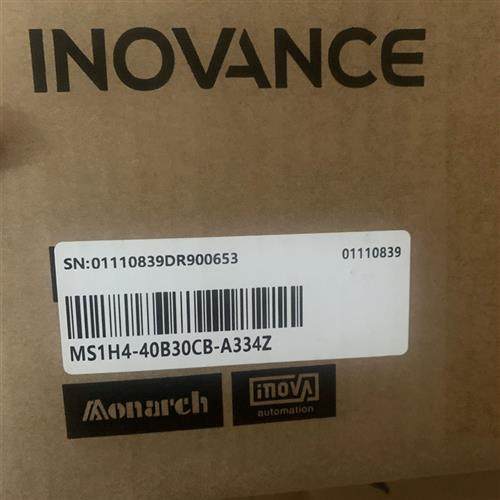 INOVANCE
SN:01110839DR900653 01110839
MS1H4-40B30CB-A334Z
Monarch
inovA
automation